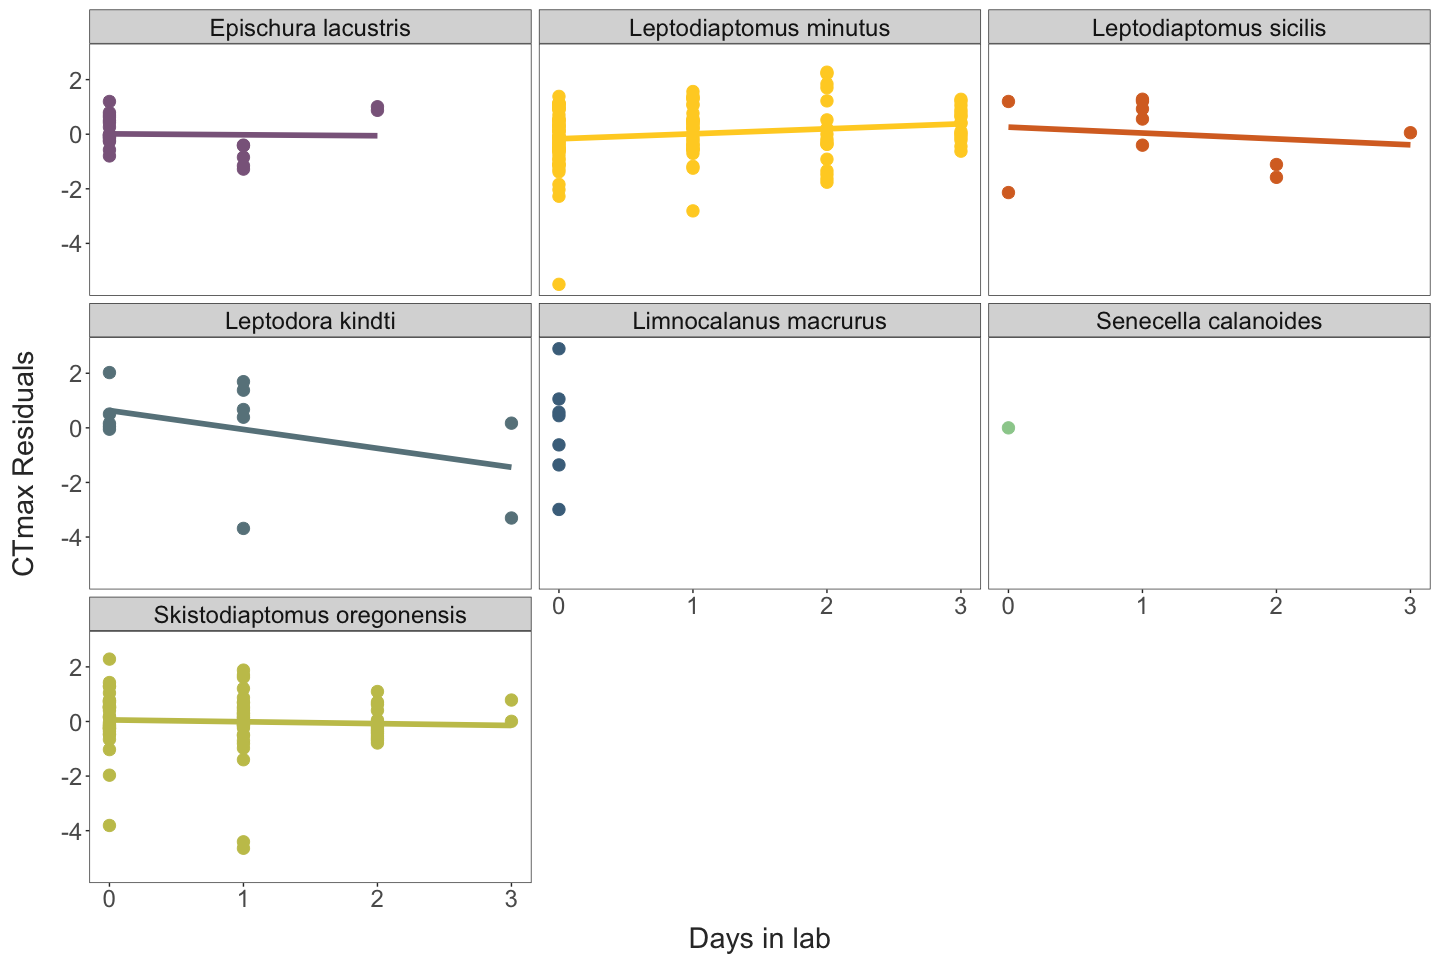 Epischura lacustris
Leptodiaptomus minutus
Leptodiaptomus sicilis
2
0
-2
-4
Leptodora kindti
Limnocalanus macrurus
Senecella calanoides
2
0
-2
-4
0 1 2 3
0 1 2 3
Skistodiaptomus oregonensis
2
0
-2
-4
0 1 2 3
CTmax Residuals
Days in lab